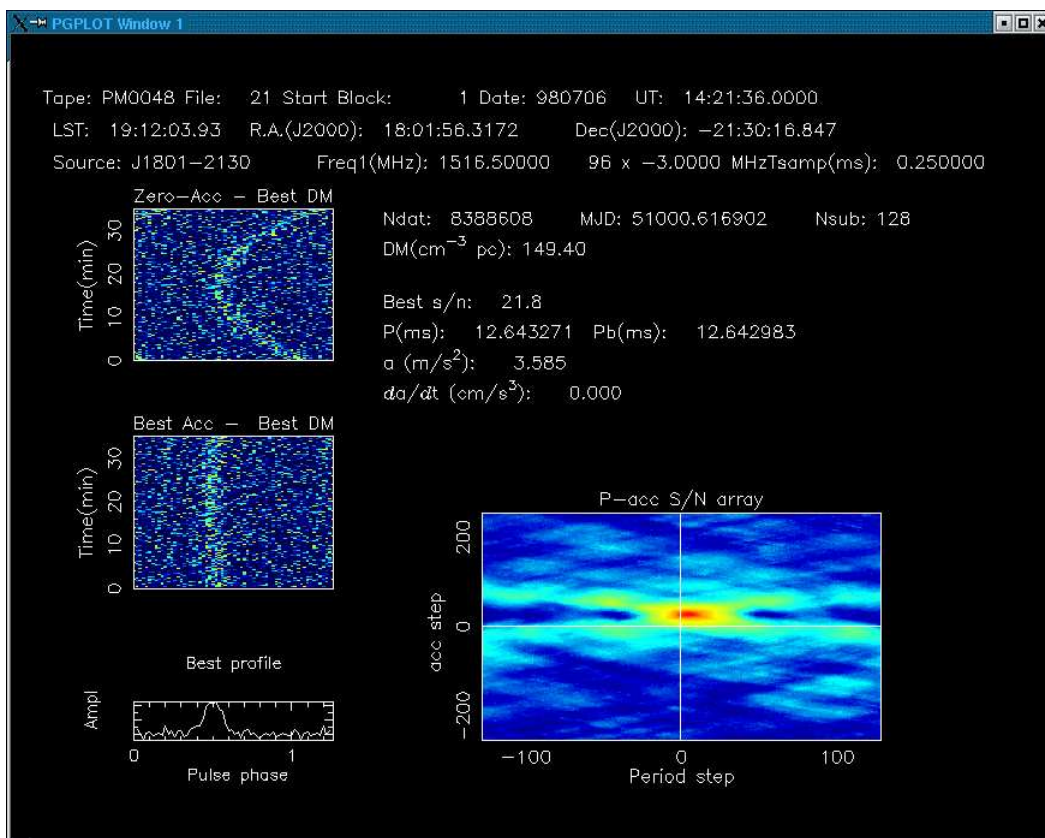 PGPLOT Window 1
Tape: PM0048 File: 21 Start Block: 1 Date: 980706 UT: 14:21:36.0000
LST: 19:12:03.93 R.A.(J2000): 18:01:56.3172 Dec(J2000): −21:30:16.847
Source: J1801−2130 Freq1(MHz): 1516.50000 96 x −3.0000 MHzTsamp(ms): 0.250000
Zero−Acc − Best DM
Time(min)
0 10 20 30
Ndat: 8388608 MJD: 51000.616902 Nsub: 128
DM(cm⁻³ pc): 149.40
Best s/n: 21.8
P(ms): 12.643271 Pb(ms): 12.642983
a (m/s²): 3.585
da/dt (cm/s³): 0.000
Best Acc − Best DM
Time(min)
0 10 20 30
Best profile
Ampl
0 1
Pulse phase
P−acc S/N array
acc step
−200 0 200
−100 0 100
Period step